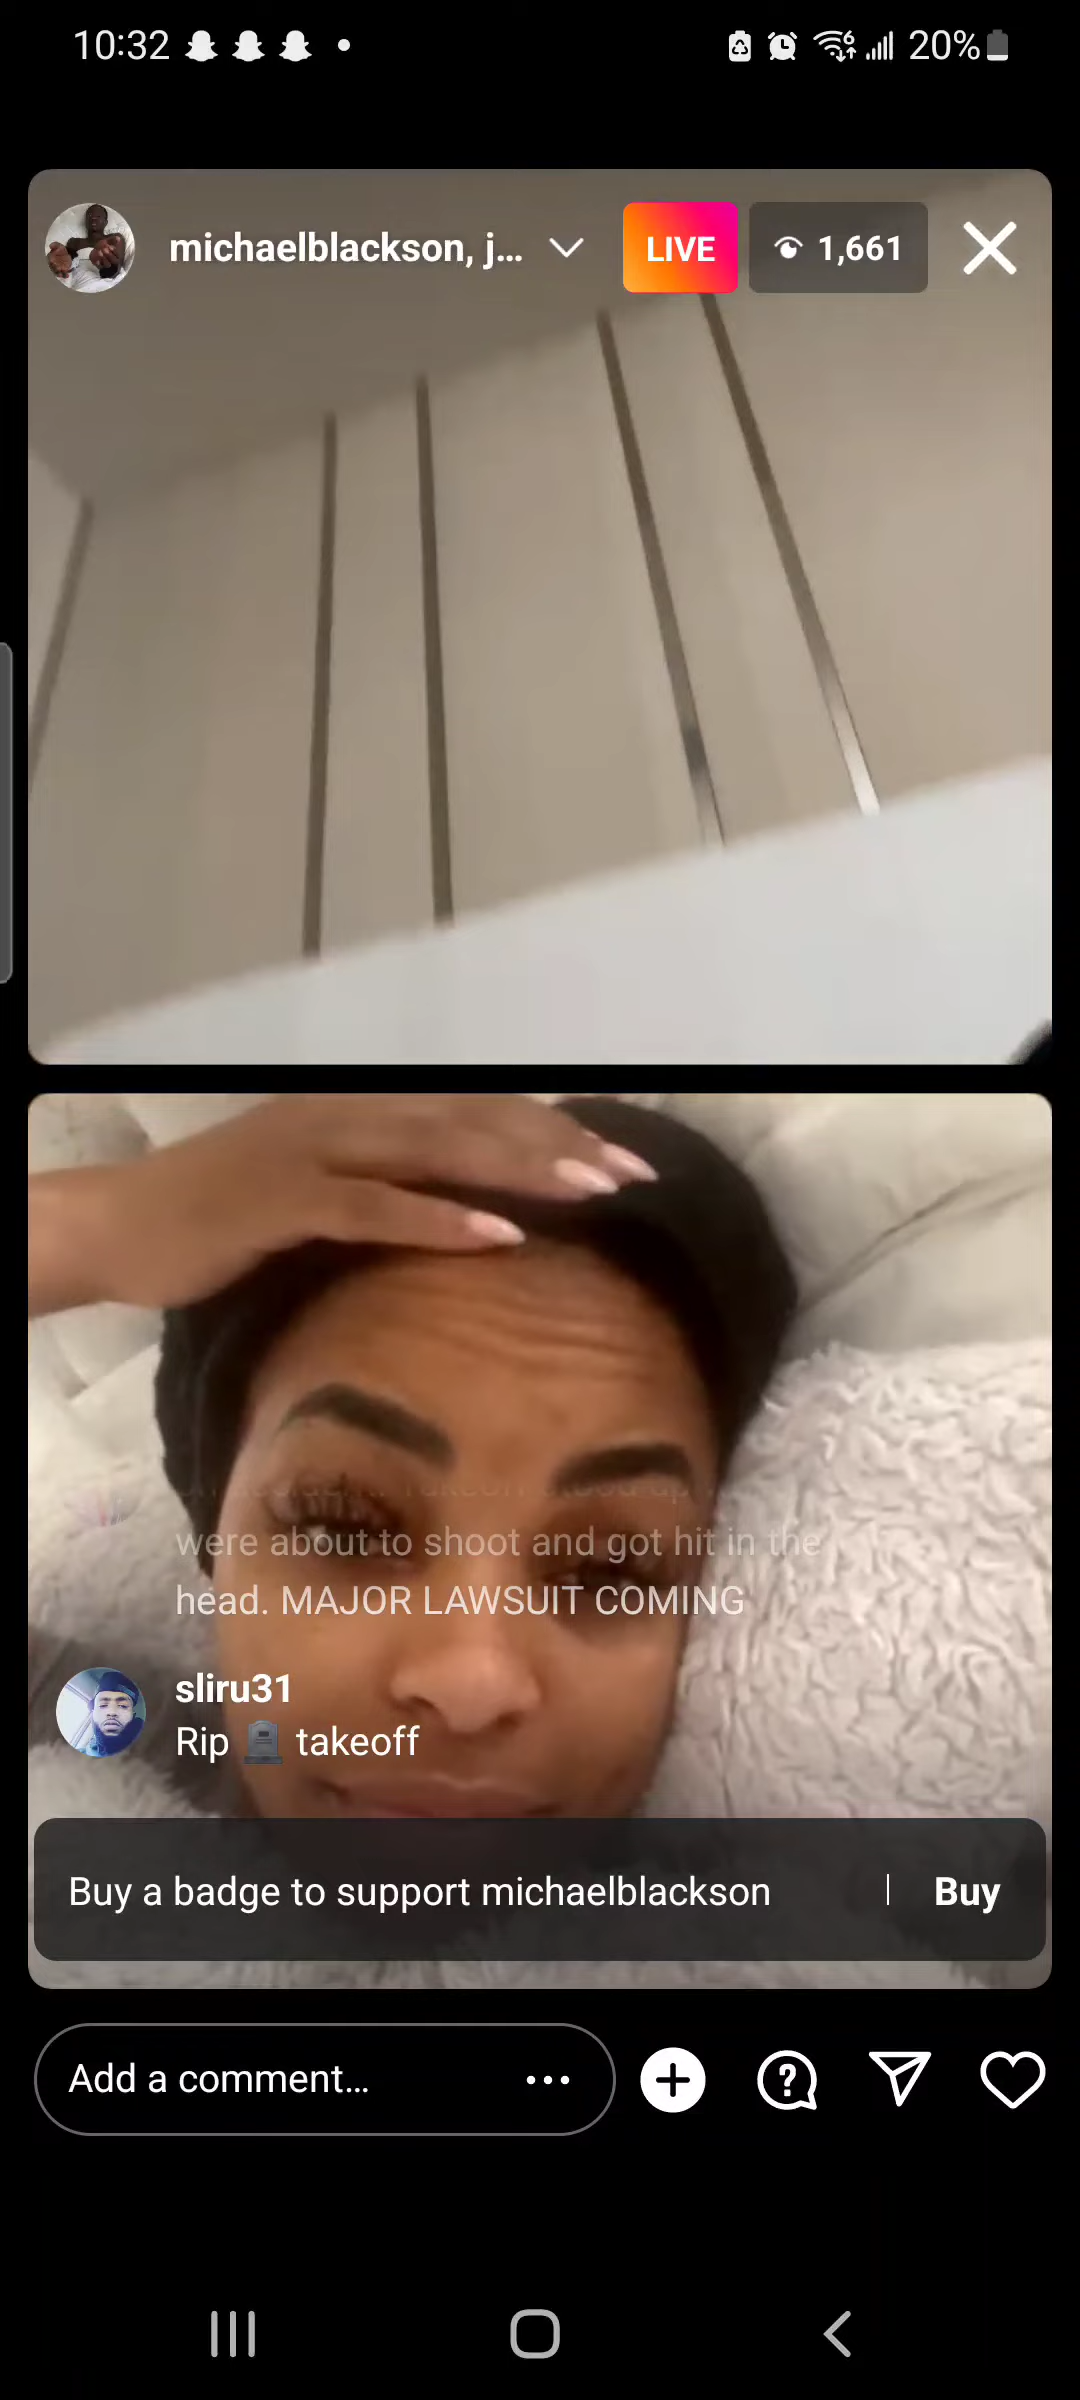 10:32
20%
michaelblackson, j...
LIVE
1,661
were about to shoot and got hit in the
head. MAJOR LAWSUIT COMING
sliru31
Rip 🪦 takeoff
Buy a badge to support michaelblackson | Buy
Add a comment...